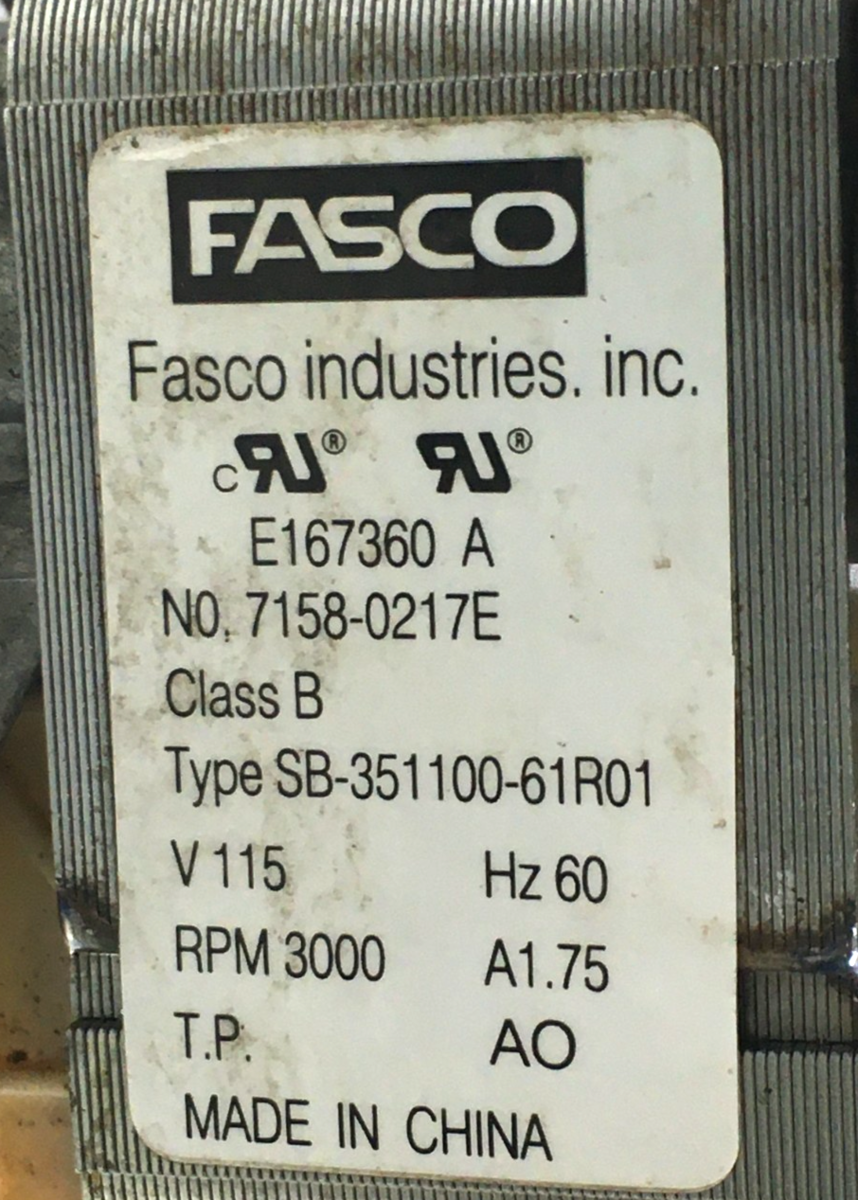 FASCO
Fasco industries. inc.
E167360 A
NO. 7158-0217E
Class B
Type SB-351100-61R01
V 115 Hz 60
RPM 3000 A1.75
T.P. AO
MADE IN CHINA